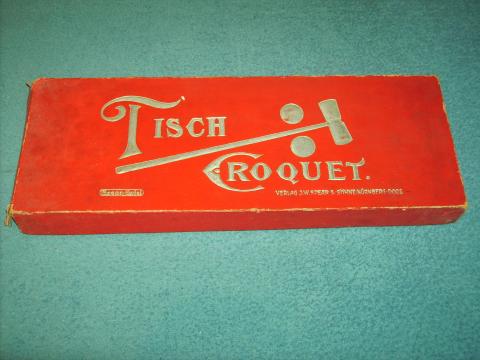 TISCH
CROQUET.
VERLAG J.W. SPEAR & SÖHNE, NÜRNBERG-DOOS